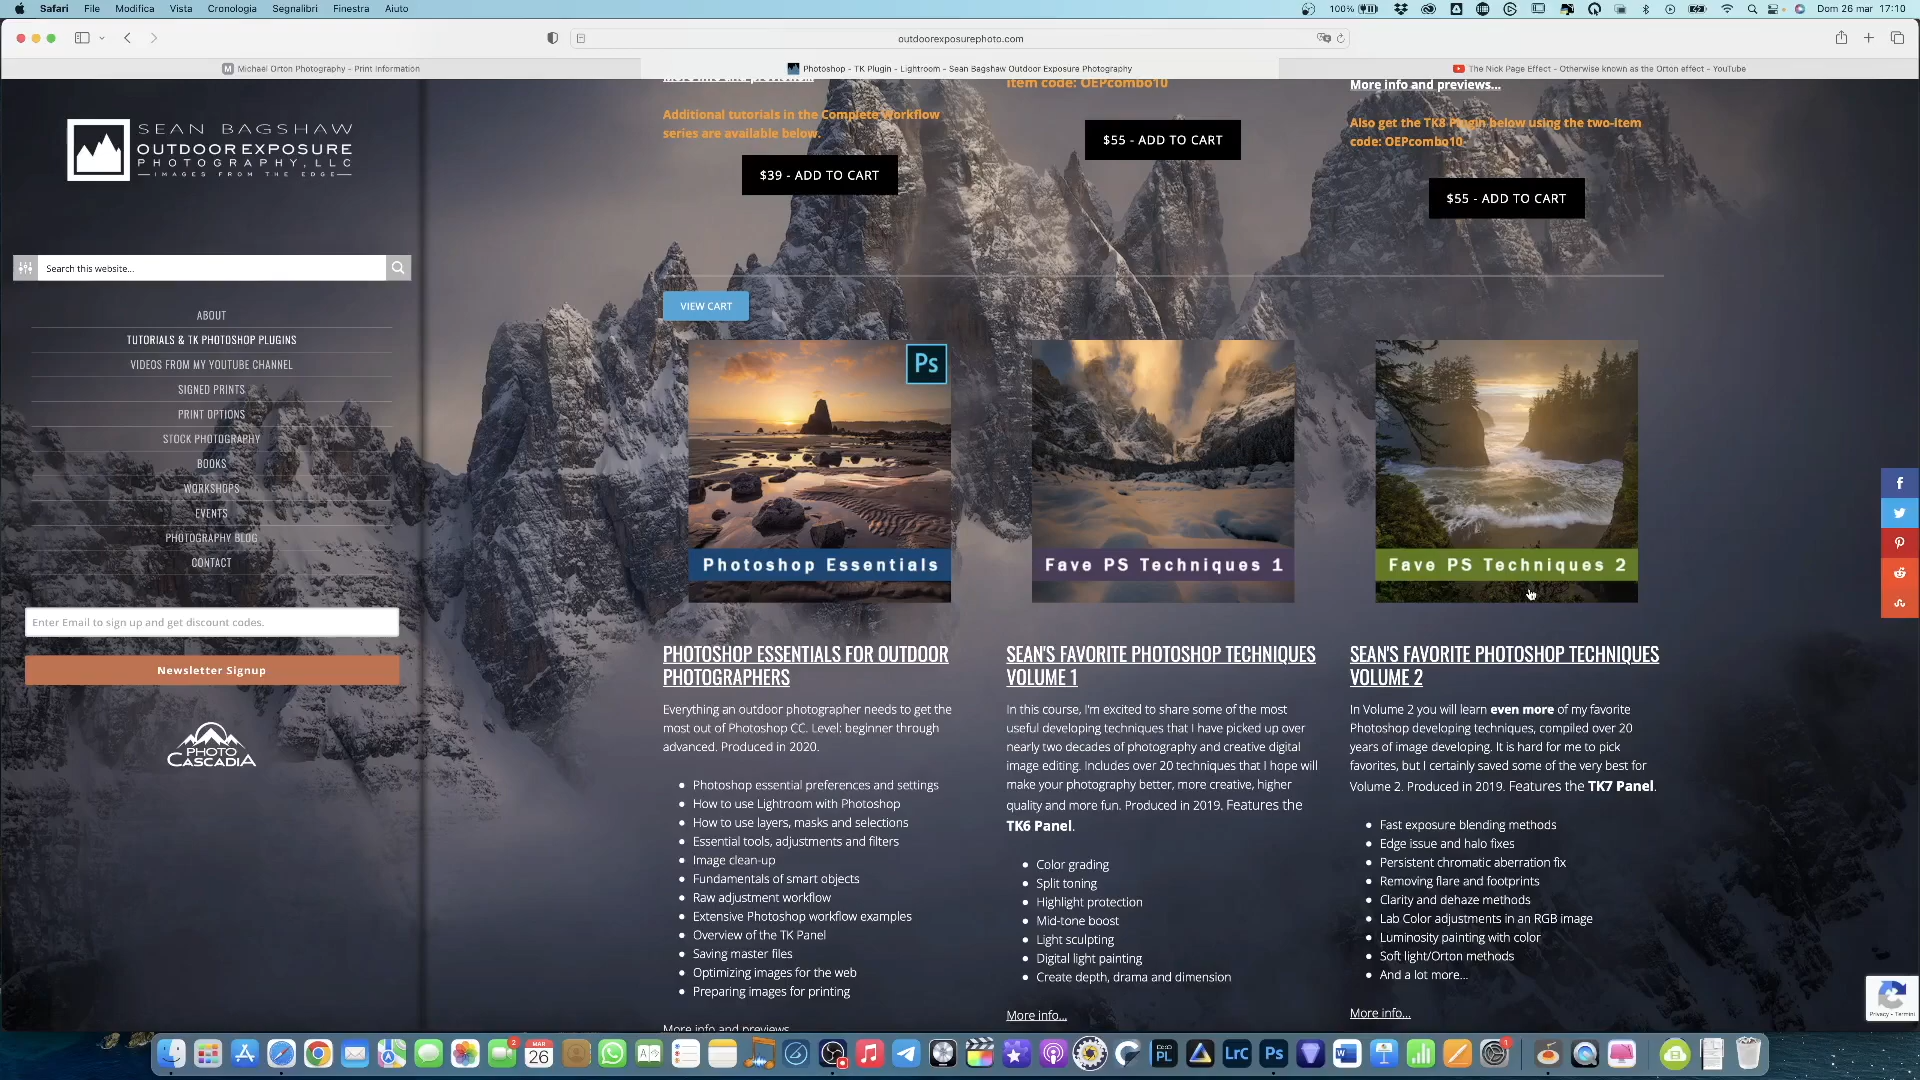 Safari File Modifica Vista Cronologia Segnalibri Finestra Aiuto
100% Dom 26 mar 17:10
outdoorexposurephoto.com
Michael Orton Photography - Print Information
Photoshop - TK Plugin - Lightroom - Sean Bagshaw Outdoor Exposure Photography
The Nick Page Effect - Otherwise known as the Orton effect - YouTube
SEAN BAGSHAW
OUTDOOREXPOSURE
PHOTOGRAPHY, LLC
IMAGES FROM THE EDGE
Search this website...
ABOUT
TUTORIALS & TK PHOTOSHOP PLUGINS
VIDEOS FROM MY YOUTUBE CHANNEL
SIGNED PRINTS
PRINT OPTIONS
STOCK PHOTOGRAPHY
BOOKS
WORKSHOPS
EVENTS
PHOTOGRAPHY BLOG
CONTACT
Enter Email to sign up and get discount codes.
Newsletter Signup
PHOTO
CASCADIA
More info and previews...
Additional tutorials in the Complete Workflow
series are available below.
$39 - ADD TO CART
item code: OEPcombo10
$55 - ADD TO CART
More info and previews...
Also get the TK8 Plugin below using the two-item
code: OEPcombo10
$55 - ADD TO CART
VIEW CART
Ps
Photoshop Essentials
PHOTOSHOP ESSENTIALS FOR OUTDOOR
PHOTOGRAPHERS
Everything an outdoor photographer needs to get the
most out of Photoshop CC. Level: beginner through
advanced. Produced in 2020.
Photoshop essential preferences and settings
How to use Lightroom with Photoshop
How to use layers, masks and selections
Essential tools, adjustments and filters
Image clean-up
Fundamentals of smart objects
Raw adjustment workflow
Extensive Photoshop workflow examples
Overview of the TK Panel
Saving master files
Optimizing images for the web
Preparing images for printing
More info and previews
Fave PS Techniques 1
SEAN'S FAVORITE PHOTOSHOP TECHNIQUES
VOLUME 1
In this course, I'm excited to share some of the most
useful developing techniques that I have picked up over
nearly two decades of photography and creative digital
image editing. Includes over 20 techniques that I hope will
make your photography better, more creative, higher
quality and more fun. Produced in 2019. Features the
TK6 Panel.
Color grading
Split toning
Highlight protection
Mid-tone boost
Light sculpting
Digital light painting
Create depth, drama and dimension
More info...
Fave PS Techniques 2
SEAN'S FAVORITE PHOTOSHOP TECHNIQUES
VOLUME 2
In Volume 2 you will learn even more of my favorite
Photoshop developing techniques, compiled over 20
years of image developing. It is hard for me to pick
favorites, but I certainly saved some of the very best for
Volume 2. Produced in 2019. Features the TK7 Panel.
Fast exposure blending methods
Edge issue and halo fixes
Persistent chromatic aberration fix
Removing flare and footprints
Clarity and dehaze methods
Lab Color adjustments in an RGB image
Luminosity painting with color
Soft light/Orton methods
And a lot more...
More info...
Privacy - Termini
2
MAR
26
PL
LrC
Ps
W
1